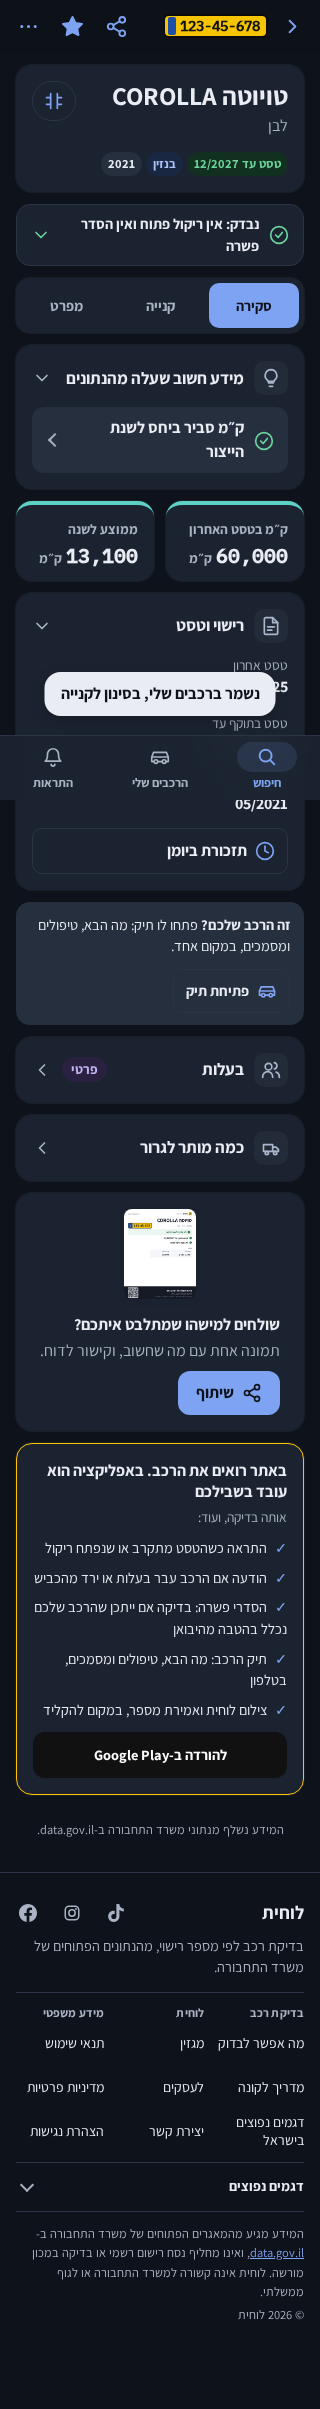 123-45-678
טויוטה COROLLA
לבן
טסט עד 12/2027
בנזין
2021
נבדק: אין ריקול פתוח ואין הסדר
פשרה
סקירה
קנייה
מפרט
מידע חשוב שעלה מהנתונים
ק״מ סביר ביחס לשנת
הייצור
ק״מ בטסט האחרון
60,000 ק״מ
ממוצע לשנה
13,100 ק״מ
רישוי וטסט
טסט אחרון
נשמר ברכבים שלי, בסינון לקנייה
טסט בתוקף עד
חיפוש
הרכבים שלי
התראות
05/2021
תזכורת ביומן
זה הרכב שלכם? פתחו לו תיק: מה הבא, טיפולים
ומסמכים, במקום אחד.
פתיחת תיק
בעלות
פרטי
כמה מותר לגרור
שולחים למישהו שמתלבט איתכם?
תמונה אחת עם מה שחשוב, וקישור לדוח.
שיתוף
באתר רואים את הרכב. באפליקציה הוא
עובד בשבילכם
אותה בדיקה, ועוד:
✓ התראה כשהטסט מתקרב או שנפתח ריקול
✓ הודעה אם הרכב עבר בעלות או ירד מהכביש
✓ הסדרי פשרה: בדיקה אם ייתכן שהרכב שלכם
נכלל בהטבה מהיבואן
✓ תיק הרכב: מה הבא, טיפולים ומסמכים,
בטלפון
✓ צילום לוחית ואמירת מספר, במקום להקליד
להורדה ב-Google Play
המידע נשלף מנתוני משרד התחבורה ב-data.gov.il.
לוחית
בדיקת רכב לפי מספר רישוי, מהנתונים הפתוחים של
משרד התחבורה.
בדיקת רכב
לוחית
מידע משפטי
מה אפשר לבדוק
מגזין
תנאי שימוש
מדריך לקונה
לעסקים
מדיניות פרטיות
דגמים נפוצים
בישראל
יצירת קשר
הצהרת נגישות
דגמים נפוצים
המידע מגיע מהמאגרים הפתוחים של משרד התחבורה ב-
data.gov.il, ואינו מחליף נסח רישום רשמי או בדיקה במכון
מורשה. לוחית אינה קשורה למשרד התחבורה או לגוף
ממשלתי.
© 2026 לוחית